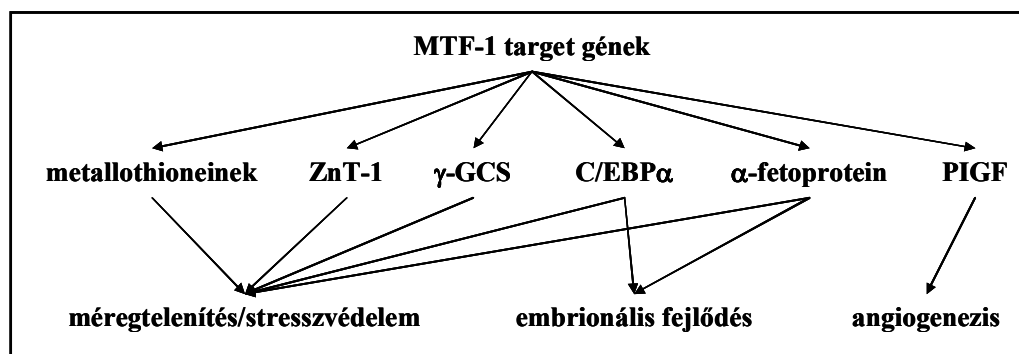 MTF-1 target gének
metallothioneinek ZnT-1 γ-GCS C/EBPα α-fetoprotein PIGF
méregtelenítés/stresszvédelem embrionális fejlődés angiogenezis